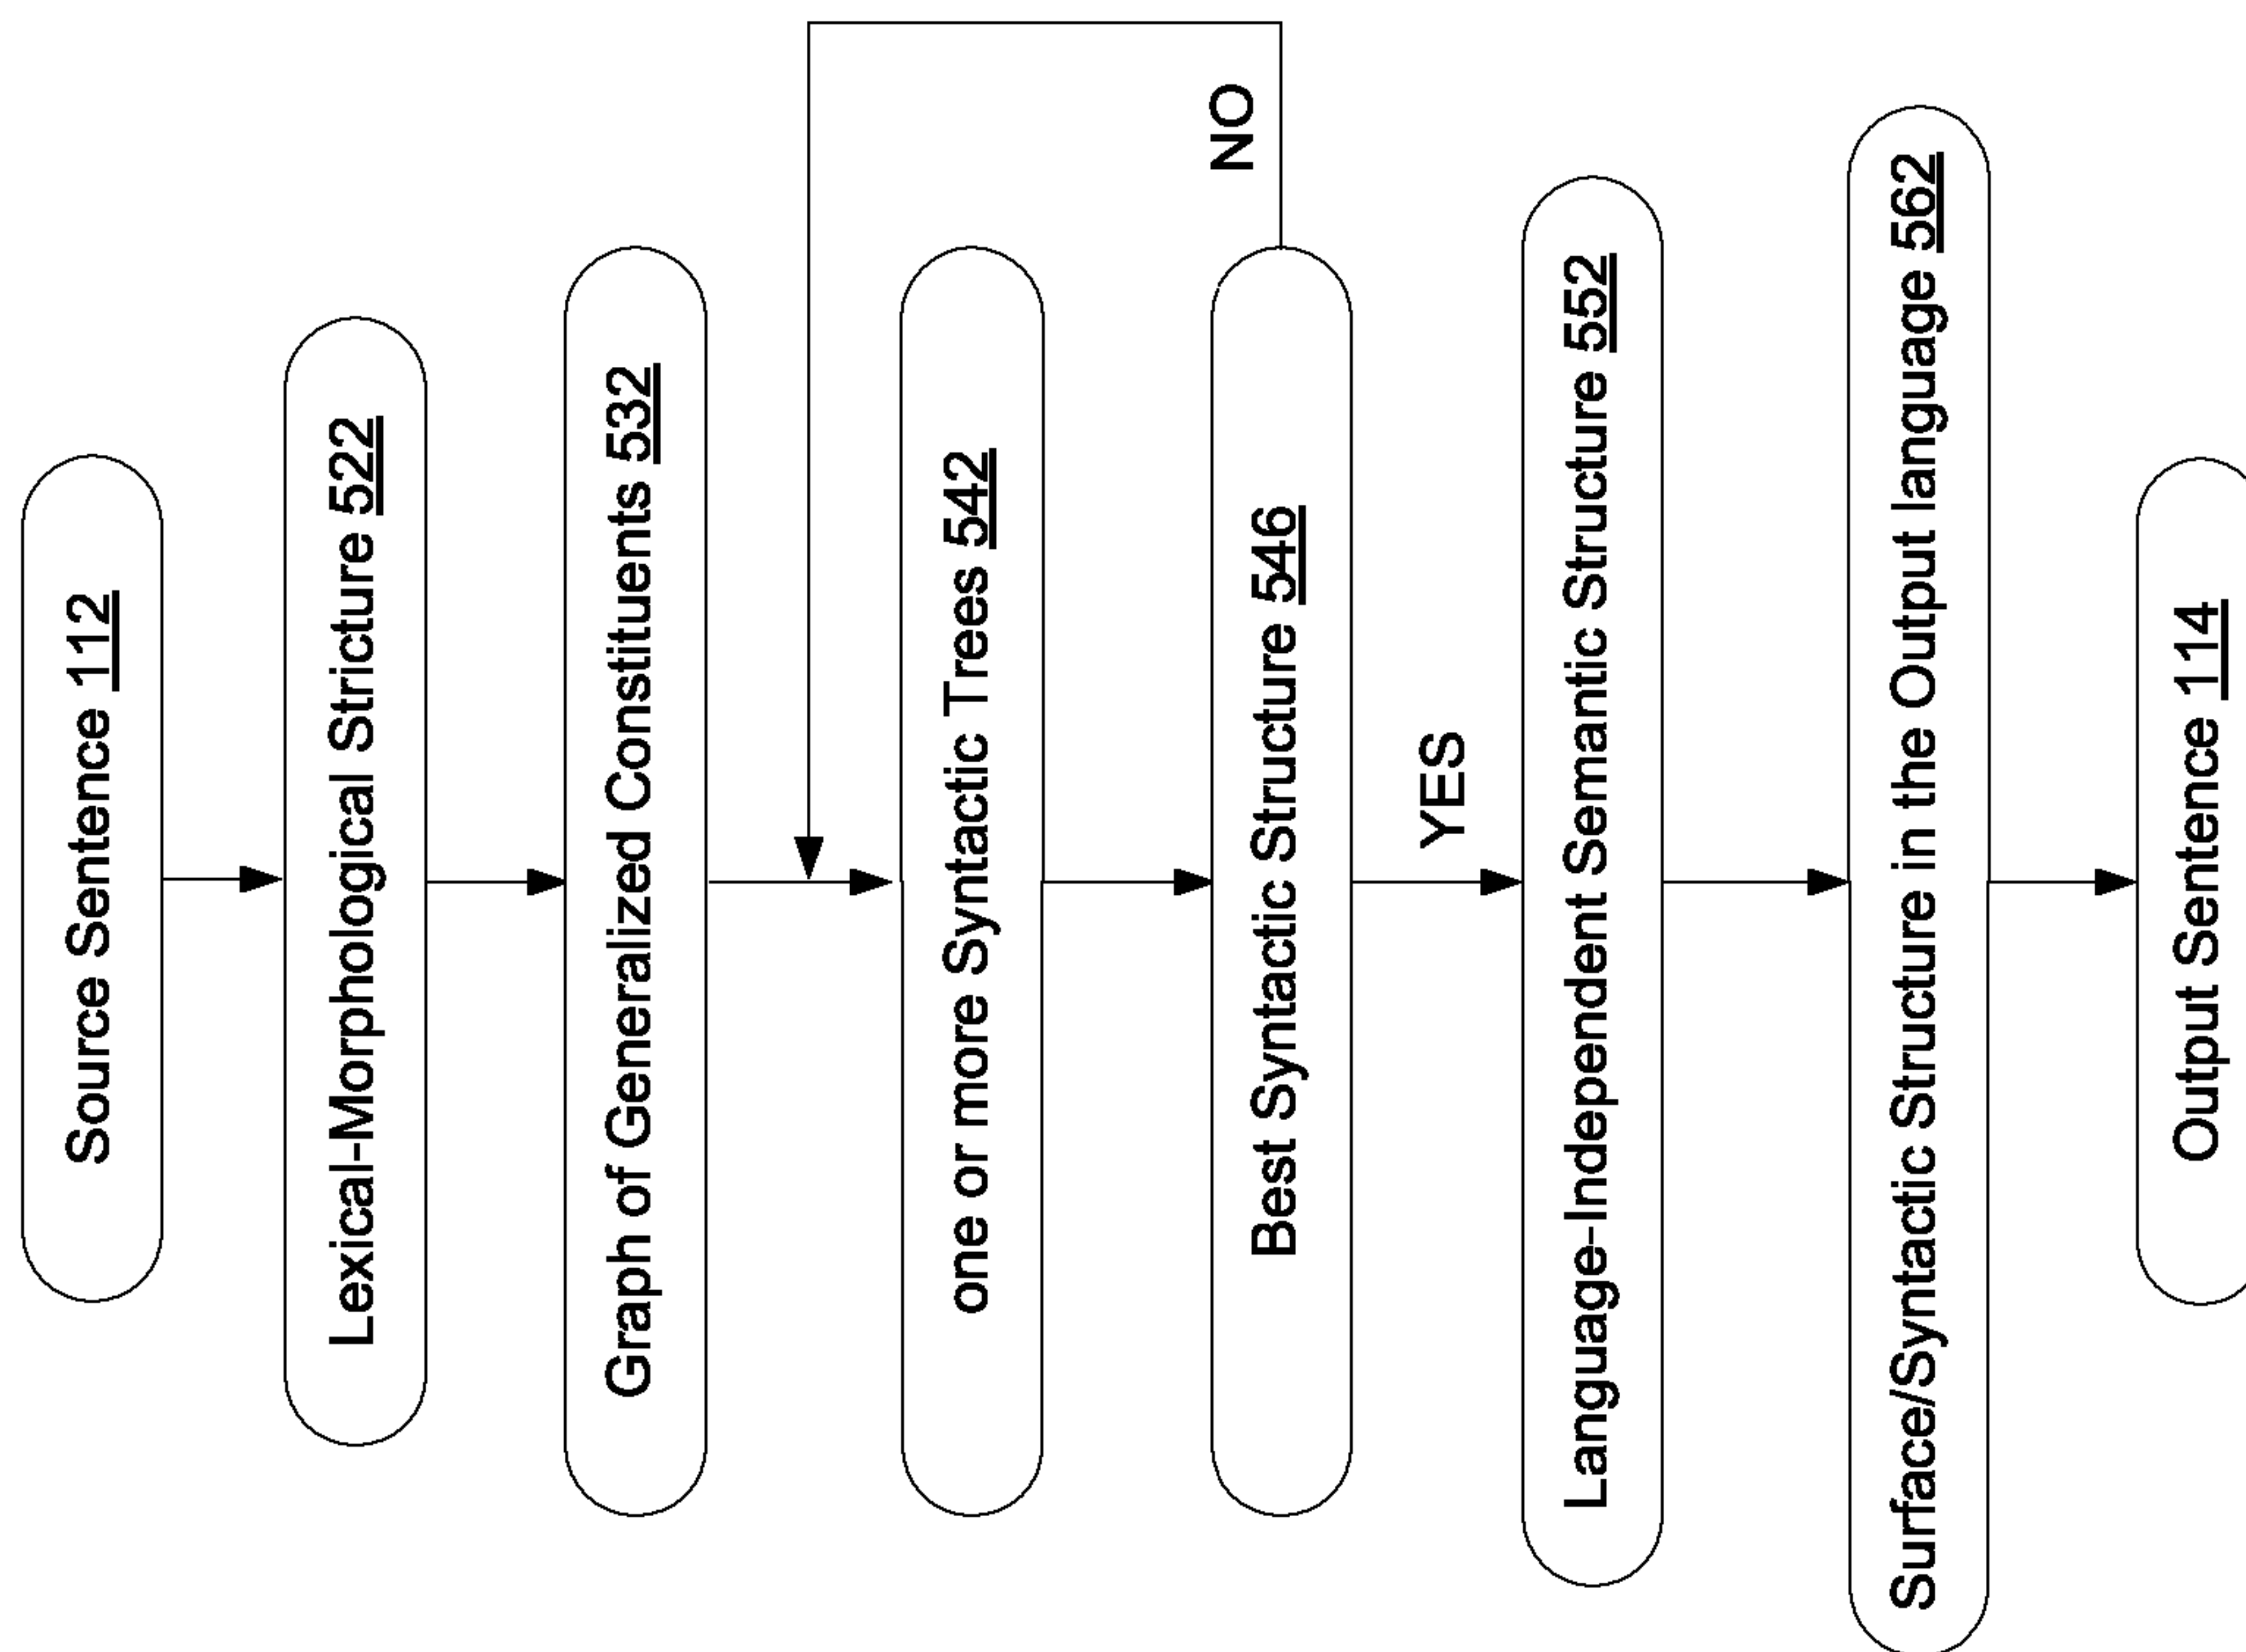 Source Sentence 112
Lexical-Morphological Stricture 522
Graph of Generalized Constituents 532
one or more Syntactic Trees 542
Best Syntactic Structure 546
NO
YES
Language-Independent Semantic Structure 552
Surface/Syntactic Structure in the Output language 562
Output Sentence 114